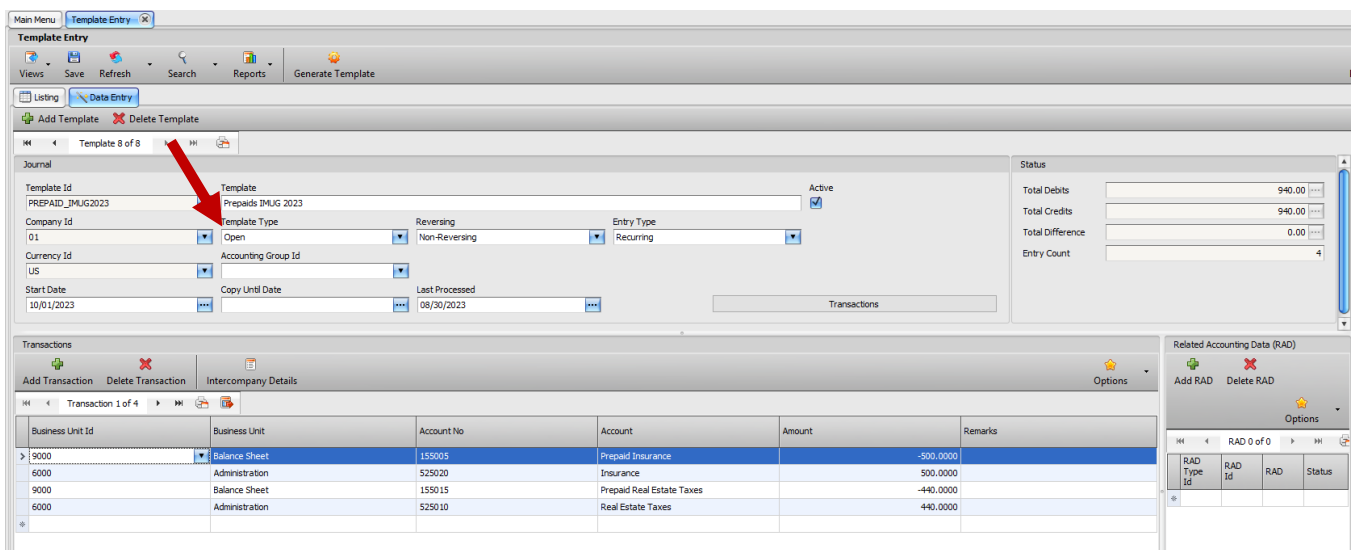 Main Menu Template Entry
Template Entry
Views Save Refresh Search Reports Generate Template
Listing Data Entry
Add Template Delete Template
Template 8 of 8
Journal Status
Template Id Template Active
PREPAID_IMUG2023 Prepaids IMUG 2023
Total Debits 940.00
Company Id Template Type Reversing Entry Type
Total Credits 940.00
01 Open Non-Reversing Recurring
Total Difference 0.00
Currency Id Accounting Group Id
Entry Count 4
US
Start Date Copy Until Date Last Processed
10/01/2023 08/30/2023 Transactions
Transactions Related Accounting Data (RAD)
Add Transaction Delete Transaction Intercompany Details Options
Add RAD Delete RAD
Options
Transaction 1 of 4
RAD 0 of 0
Business Unit Id Business Unit Account No Account Amount Remarks
RAD Type Id RAD Id RAD Status
9000 Balance Sheet 155005 Prepaid Insurance -500.0000
6000 Administration 525020 Insurance 500.0000
9000 Balance Sheet 155015 Prepaid Real Estate Taxes -440.0000
6000 Administration 525010 Real Estate Taxes 440.0000